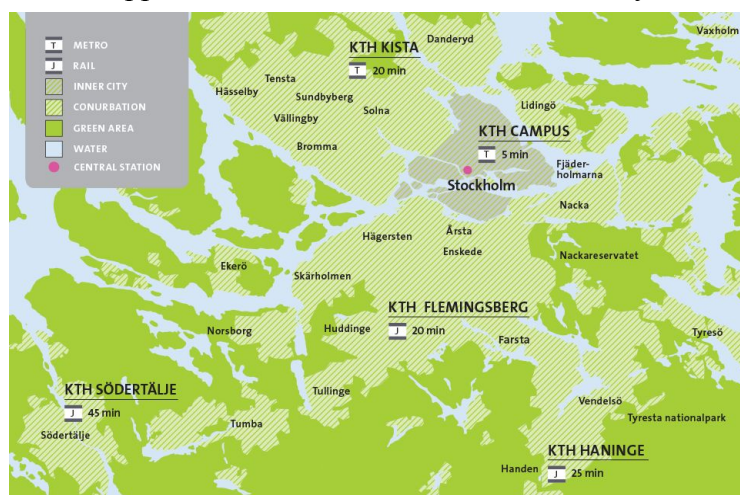 T METRO
J RAIL
INNER CITY
CONURBATION
GREEN AREA
WATER
CENTRAL STATION
Danderyd
Vaxholm
KTH KISTA
T 20 min
Tensta
Hässelby
Sundbyberg
Solna
Vällingby
Bromma
Lidingö
KTH CAMPUS
T 5 min
Fjäder-
holmarna
Stockholm
Nacka
Hägersten
Årsta
Enskede
Nackareservatet
Ekerö
Skärholmen
KTH FLEMINGSBERG
J 20 min
Norsborg
Huddinge
Farsta
Tyresö
KTH SÖDERTÄLJE
J 45 min
Södertälje
Tullinge
Tumba
Vendelsö
Tyresta nationalpark
KTH HANINGE
J 25 min
Handen